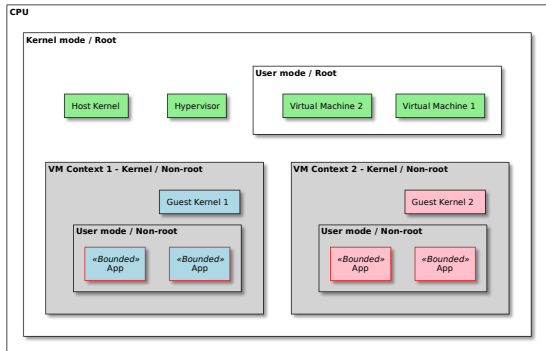 CPU
Kernel mode / Root
User mode / Root
Host Kernel
Hypervisor
Virtual Machine 2
Virtual Machine 1
VM Context 1 - Kernel / Non-root
Guest Kernel 1
User mode / Non-root
«Bounded»
App
«Bounded»
App
VM Context 2 - Kernel / Non-root
Guest Kernel 2
User mode / Non-root
«Bounded»
App
«Bounded»
App